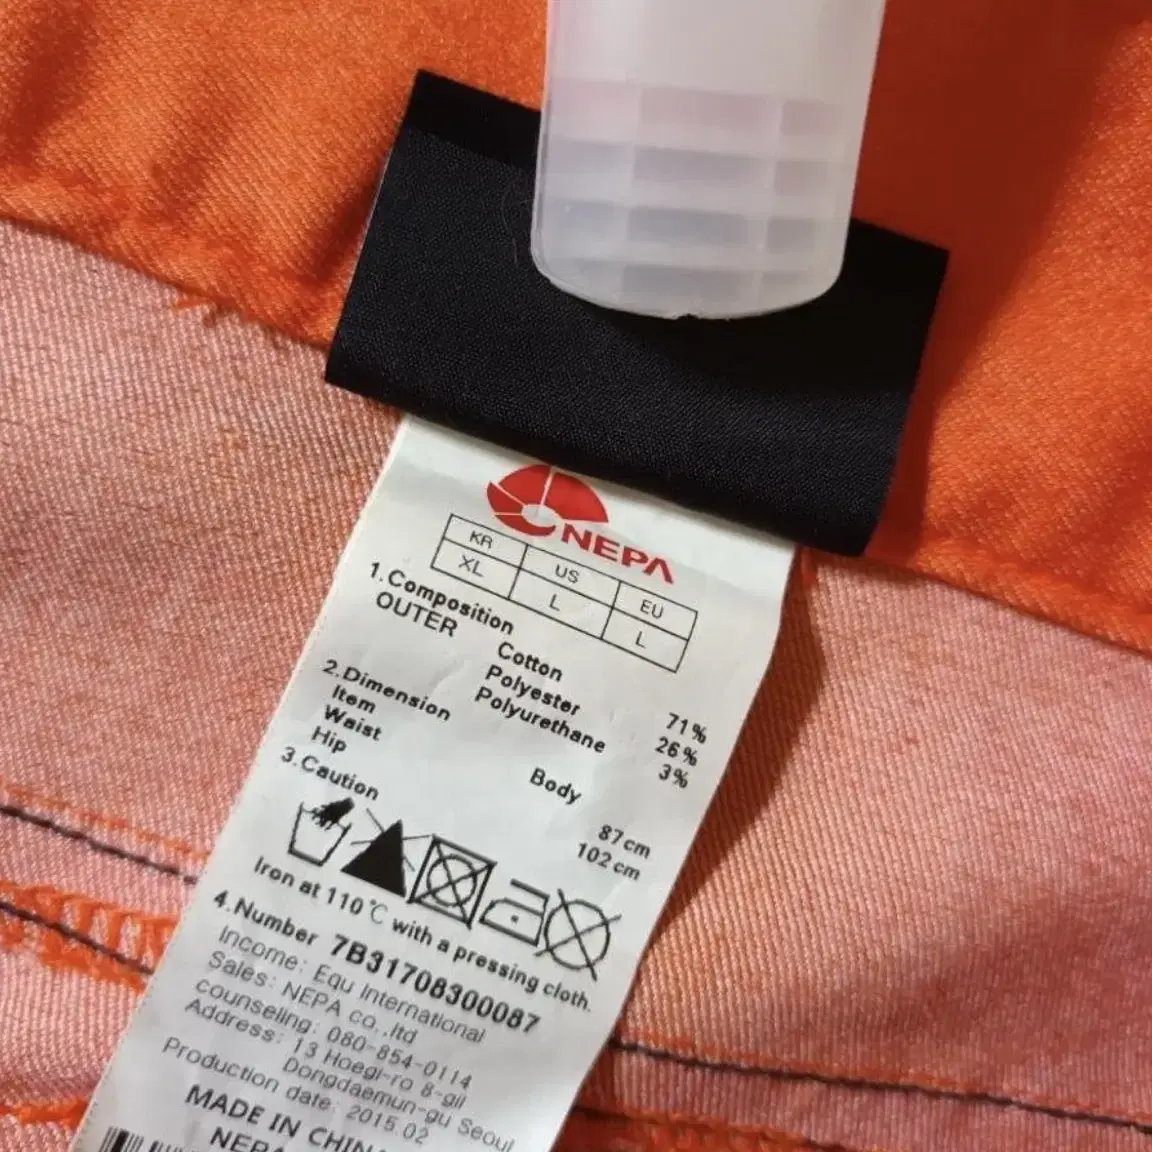 NEPA
KR US EU
XL L L
1.Composition
OUTER
Cotton 71%
Polyester 26%
Polyurethane 3%
2.Dimension
Item Body
Waist 87cm
Hip 102cm
3.Caution
Iron at 110℃ with a pressing cloth.
4.Number 7B317083000087
Income: Equ International
Sales: NEPA co.,ltd
counseling: 080-854-0114
Address: 13 Hoegi-ro 8-gil
Dongdaemun-gu Seoul
Production date: 2015.02
MADE IN CHINA
NEPA